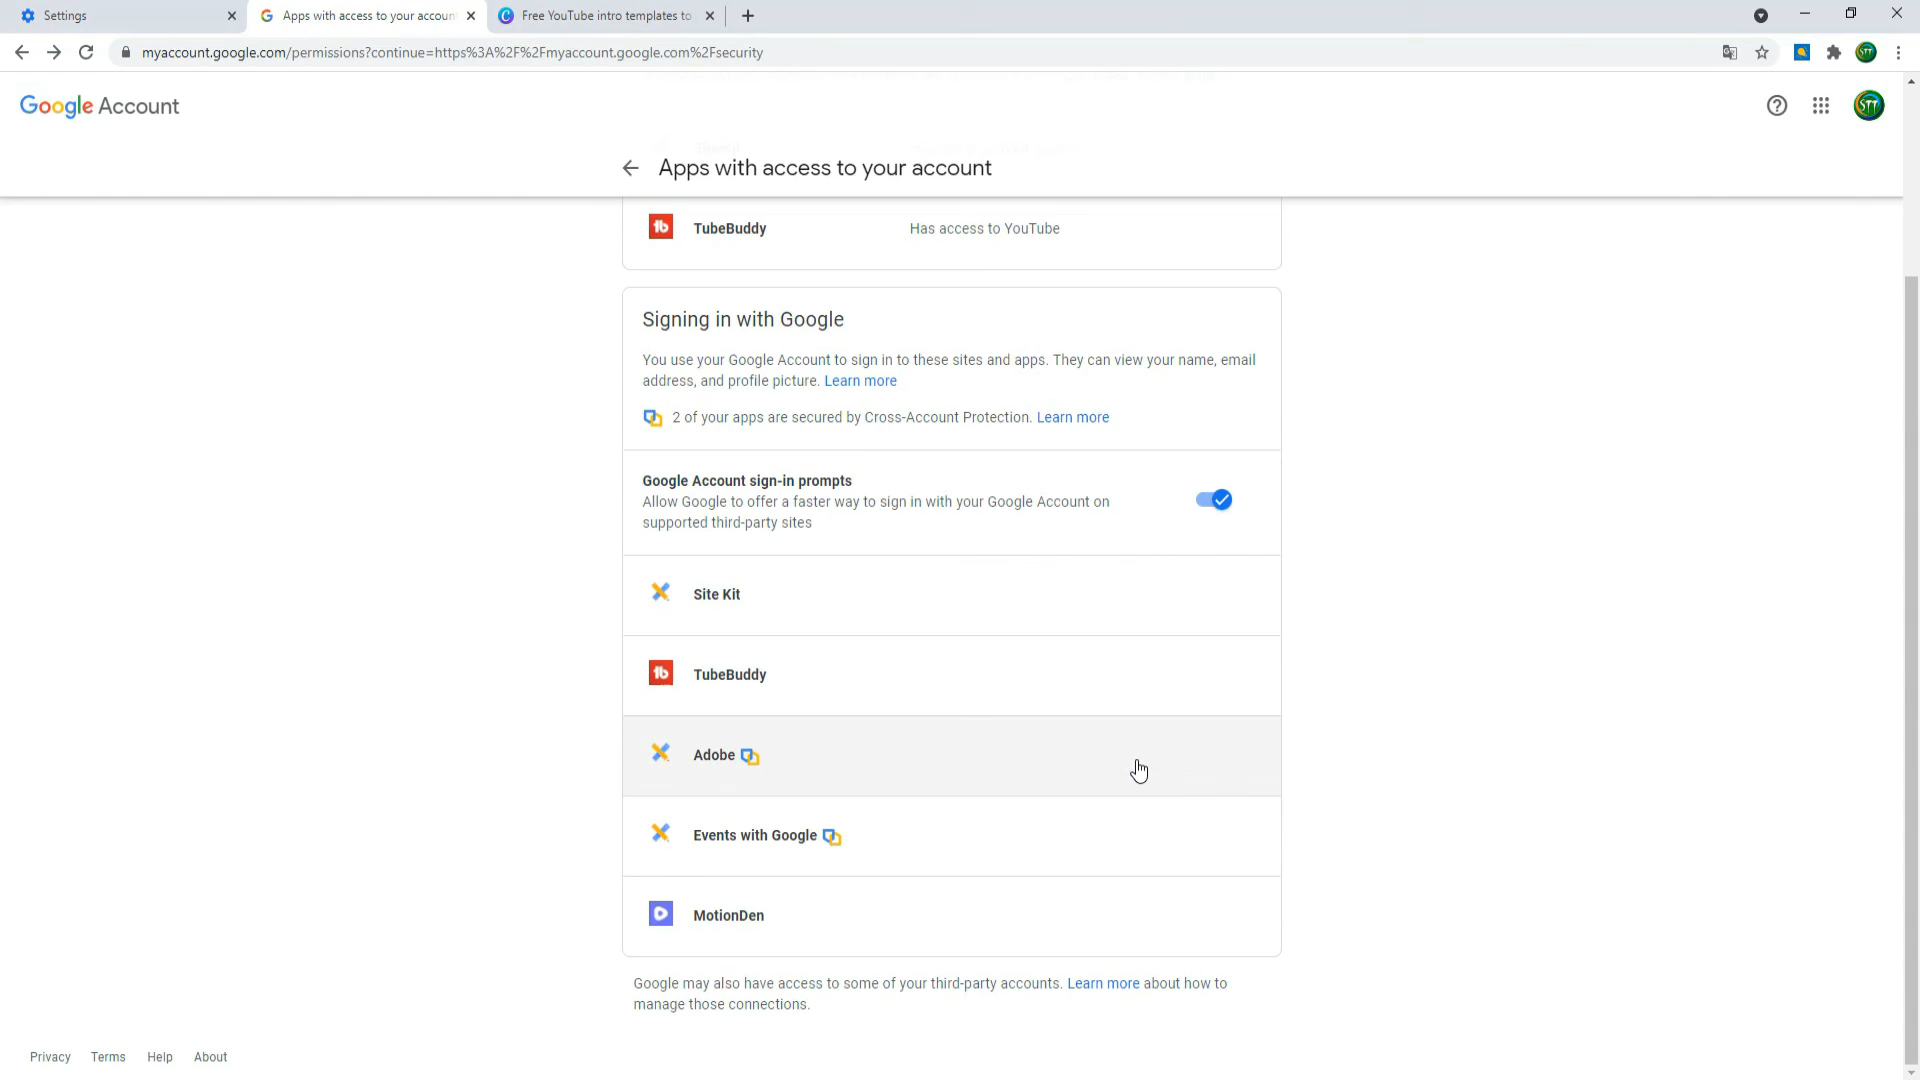 Settings
Apps with access to your accoun
Free YouTube intro templates to
myaccount.google.com/permissions?continue=https%3A%2F%2Fmyaccount.google.com%2Fsecurity
STT
Google Account
STT
Apps with access to your account
tb TubeBuddy Has access to YouTube
Signing in with Google
You use your Google Account to sign in to these sites and apps. They can view your name, email
address, and profile picture. Learn more
2 of your apps are secured by Cross-Account Protection. Learn more
Google Account sign-in prompts
Allow Google to offer a faster way to sign in with your Google Account on
supported third-party sites
Site Kit
tb TubeBuddy
Adobe
Events with Google
MotionDen
Google may also have access to some of your third-party accounts. Learn more about how to
manage those connections.
Privacy Terms Help About